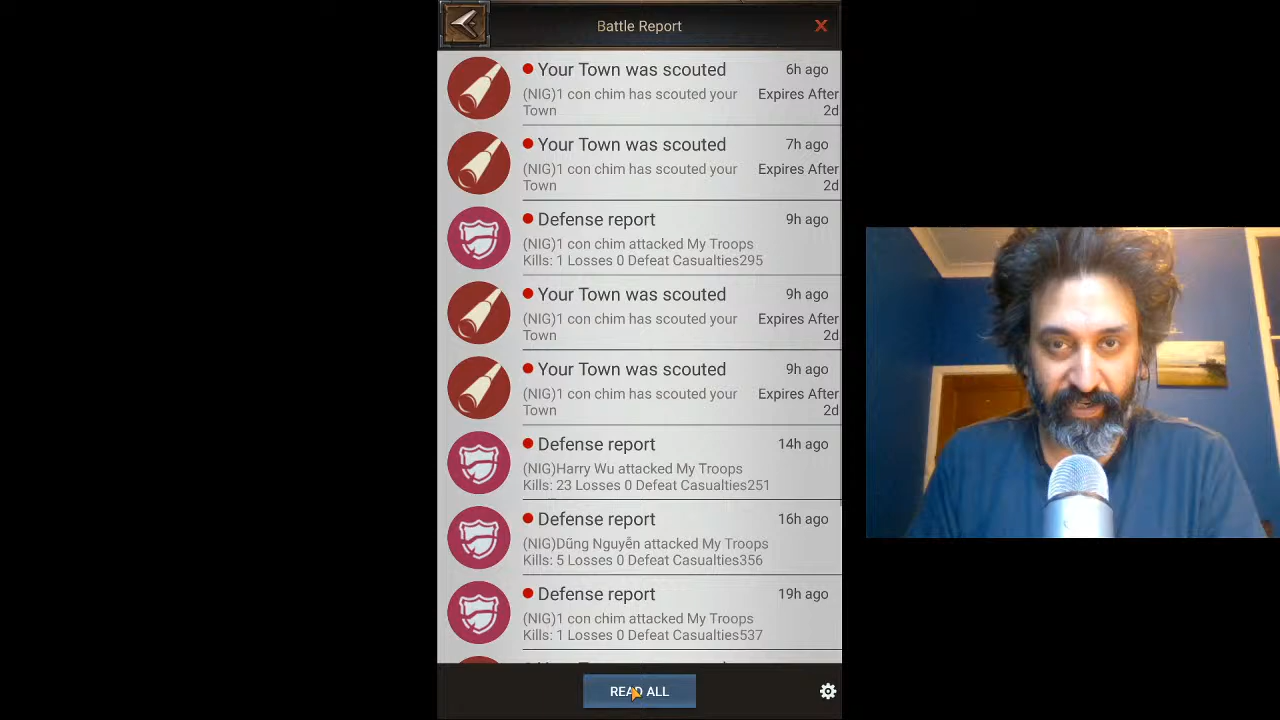 Battle Report
Your Town was scouted 6h ago
(NIG)1 con chim has scouted your Expires After
Town 2d
Your Town was scouted 7h ago
(NIG)1 con chim has scouted your Expires After
Town 2d
Defense report 9h ago
(NIG)1 con chim attacked My Troops
Kills: 1 Losses 0 Defeat Casualties295
Your Town was scouted 9h ago
(NIG)1 con chim has scouted your Expires After
Town 2d
Your Town was scouted 9h ago
(NIG)1 con chim has scouted your Expires After
Town 2d
Defense report 14h ago
(NIG)Harry Wu attacked My Troops
Kills: 23 Losses 0 Defeat Casualties251
Defense report 16h ago
(NIG)Dũng Nguyễn attacked My Troops
Kills: 5 Losses 0 Defeat Casualties356
Defense report 19h ago
(NIG)1 con chim attacked My Troops
Kills: 1 Losses 0 Defeat Casualties537
READ ALL